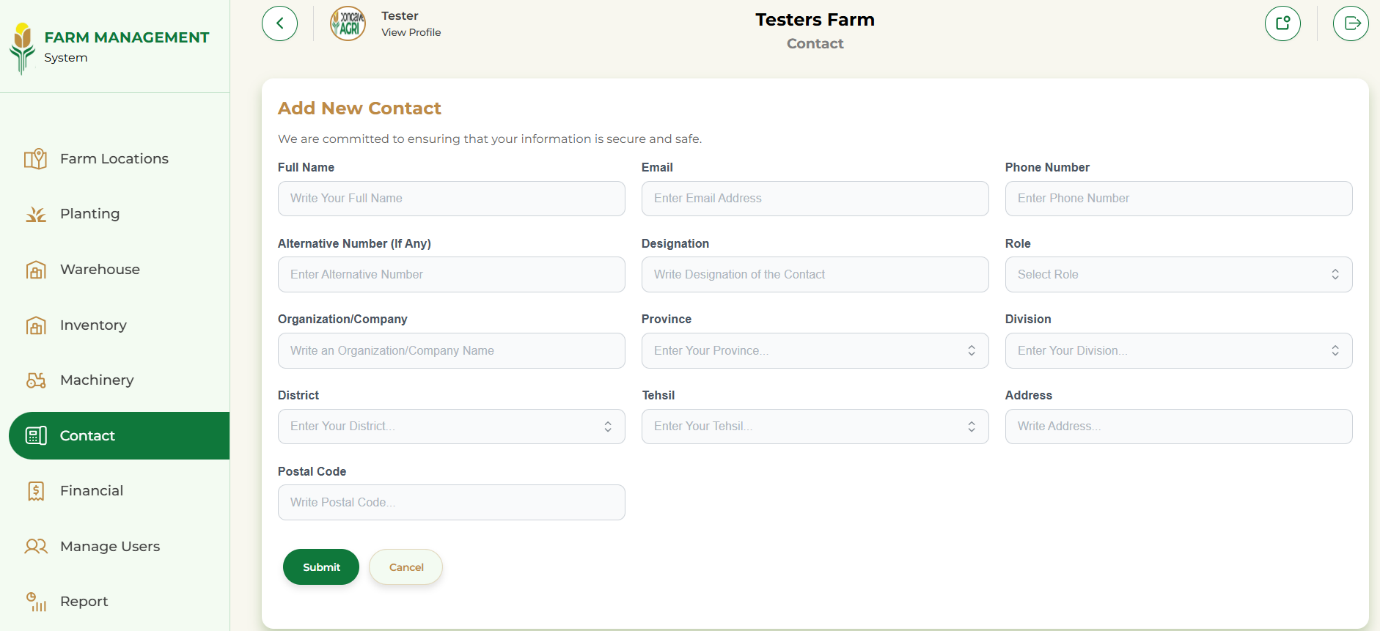 FARM MANAGEMENT
System
Farm Locations
Planting
Warehouse
Inventory
Machinery
Contact
Financial
Manage Users
Report
CONCAVE
AGRI
Tester
View Profile
Testers Farm
Contact
Add New Contact
We are committed to ensuring that your information is secure and safe.
Full Name
Write Your Full Name
Email
Enter Email Address
Phone Number
Enter Phone Number
Alternative Number (If Any)
Enter Alternative Number
Designation
Write Designation of the Contact
Role
Select Role
Organization/Company
Write an Organization/Company Name
Province
Enter Your Province...
Division
Enter Your Division...
District
Enter Your District...
Tehsil
Enter Your Tehsil...
Address
Write Address...
Postal Code
Write Postal Code...
Submit
Cancel